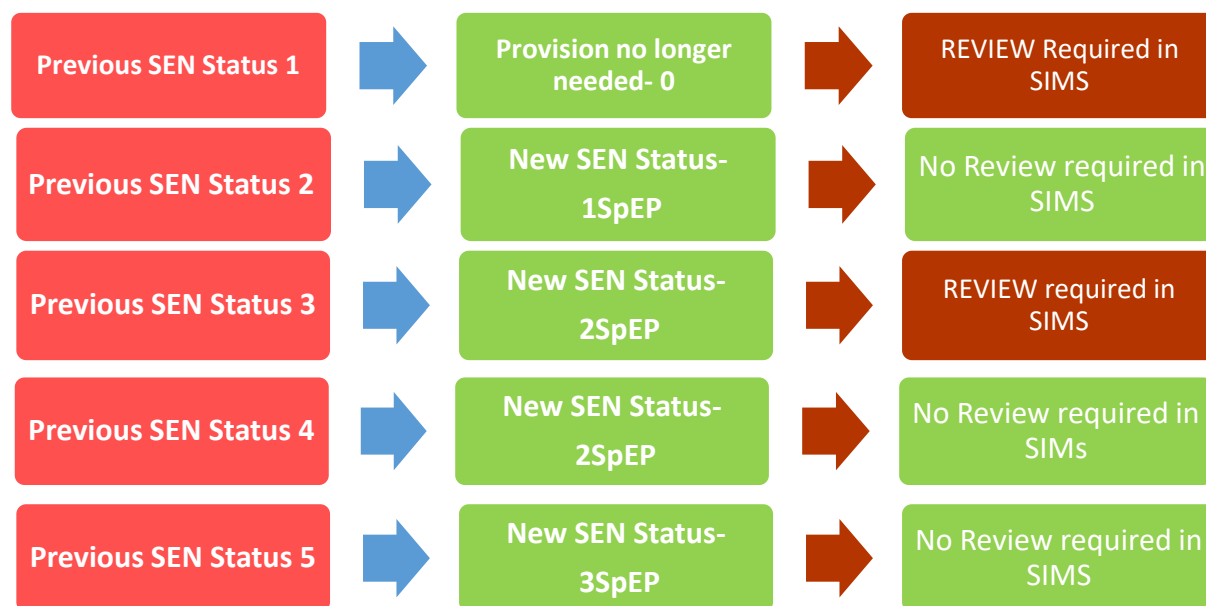 Previous SEN Status 1
Provision no longer
needed- 0
REVIEW Required in
SIMS
Previous SEN Status 2
New SEN Status-
1SpEP
No Review required in
SIMS
Previous SEN Status 3
New SEN Status-
2SpEP
REVIEW required in
SIMS
Previous SEN Status 4
New SEN Status-
2SpEP
No Review required in
SIMs
Previous SEN Status 5
New SEN Status-
3SpEP
No Review required in
SIMS